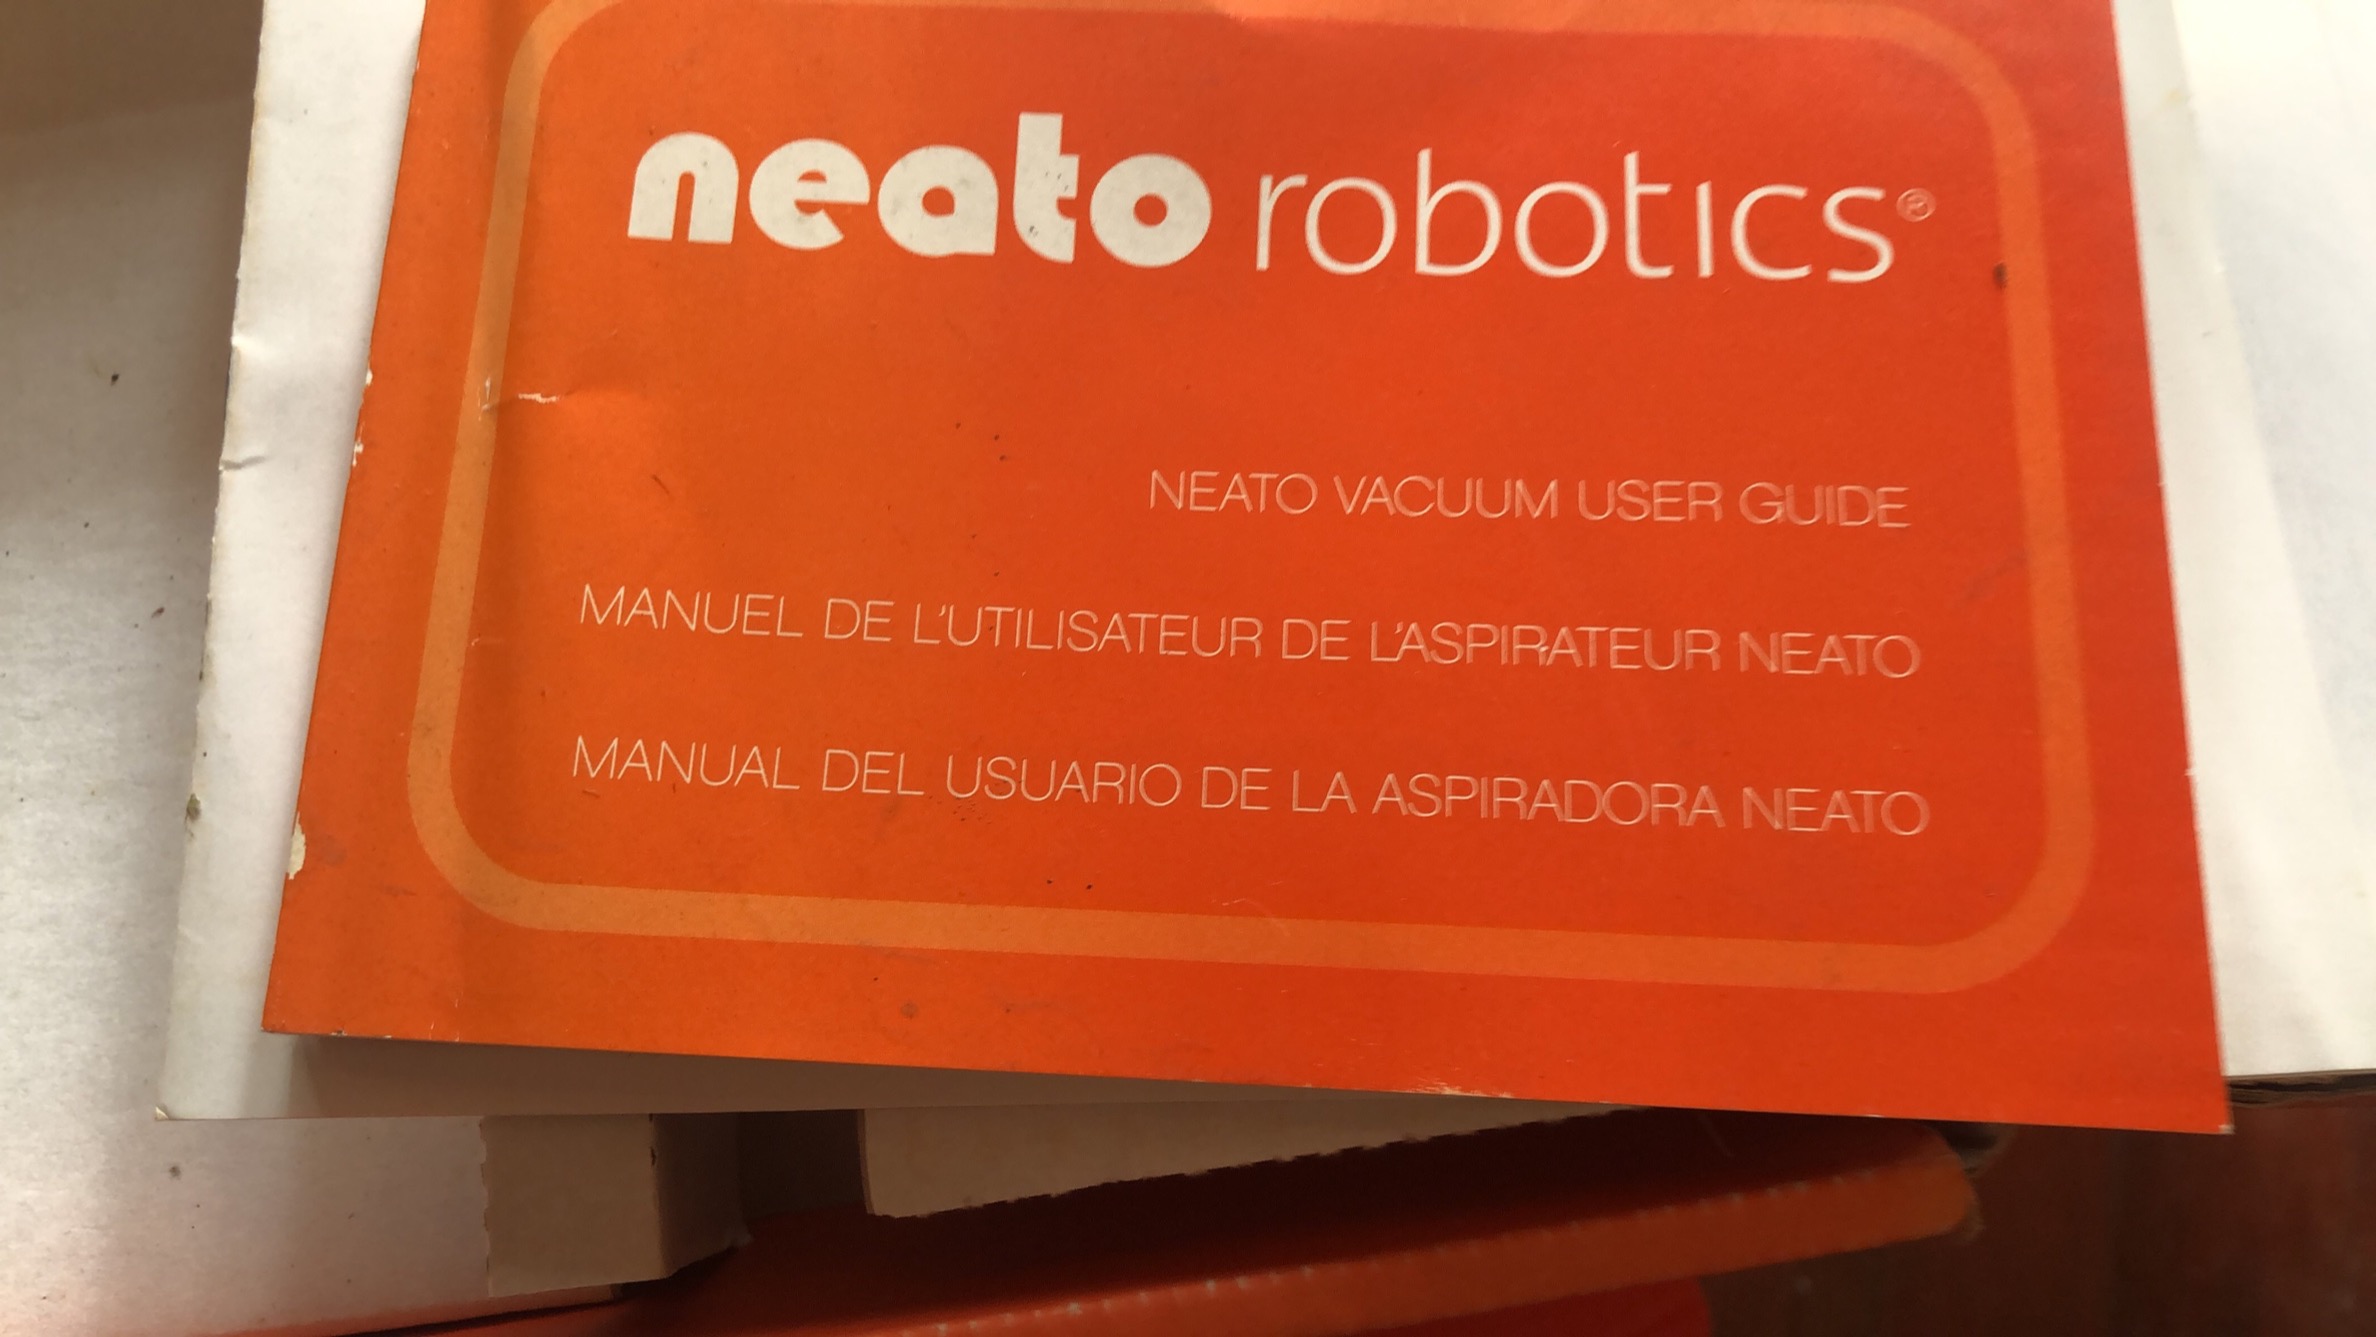 neato robotics®
NEATO VACUUM USER GUIDE
MANUEL DE L'UTILISATEUR DE L'ASPIRATEUR NEATO
MANUAL DEL USUARIO DE LA ASPIRADORA NEATO